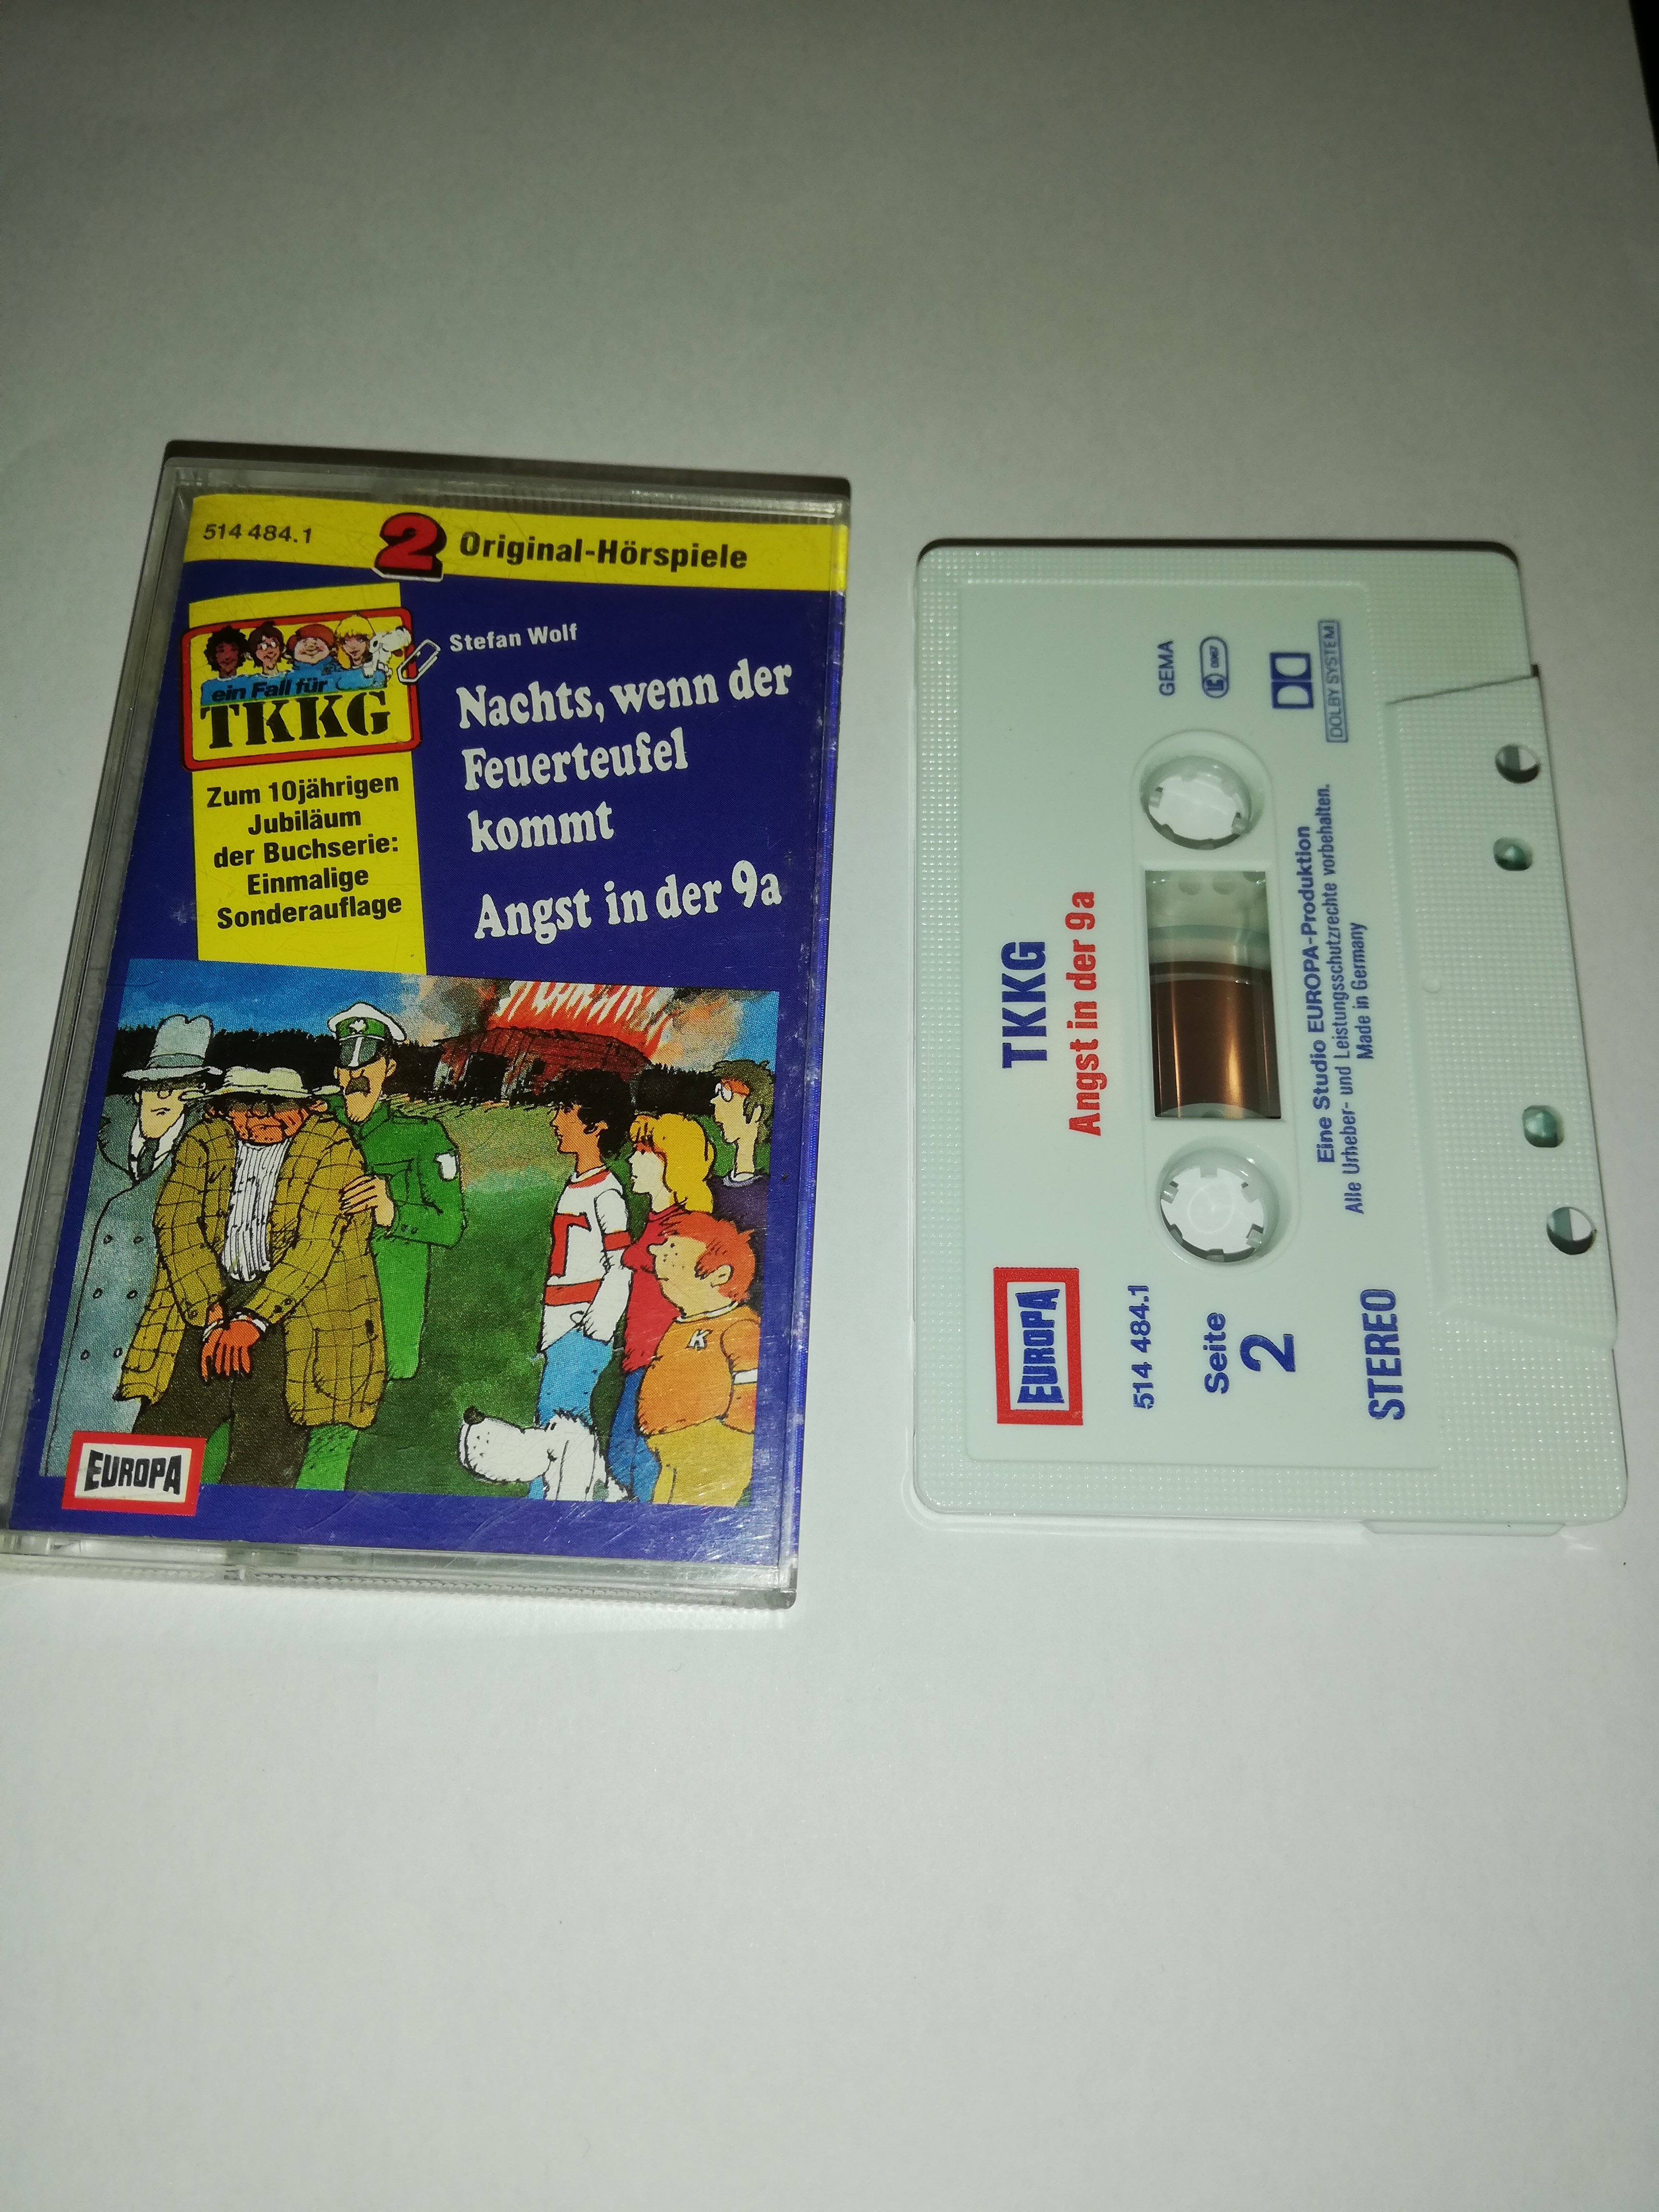 514 484.1
2 Original-Hörspiele
ein Fall für
TKKG
Stefan Wolf
Nachts, wenn der
Feuerteufel
kommt
Angst in der 9a
Zum 10jährigen
Jubiläum
der Buchserie:
Einmalige
Sonderauflage
T
K
EUROPA
EUROPA
TKKG
Angst in der 9a
514 484.1
Seite
2
STEREO
GEMA
LC 0067
DOLBY SYSTEM
Eine Studio EUROPA-Produktion
Alle Urheber- und Leistungsschutzrechte vorbehalten.
Made in Germany